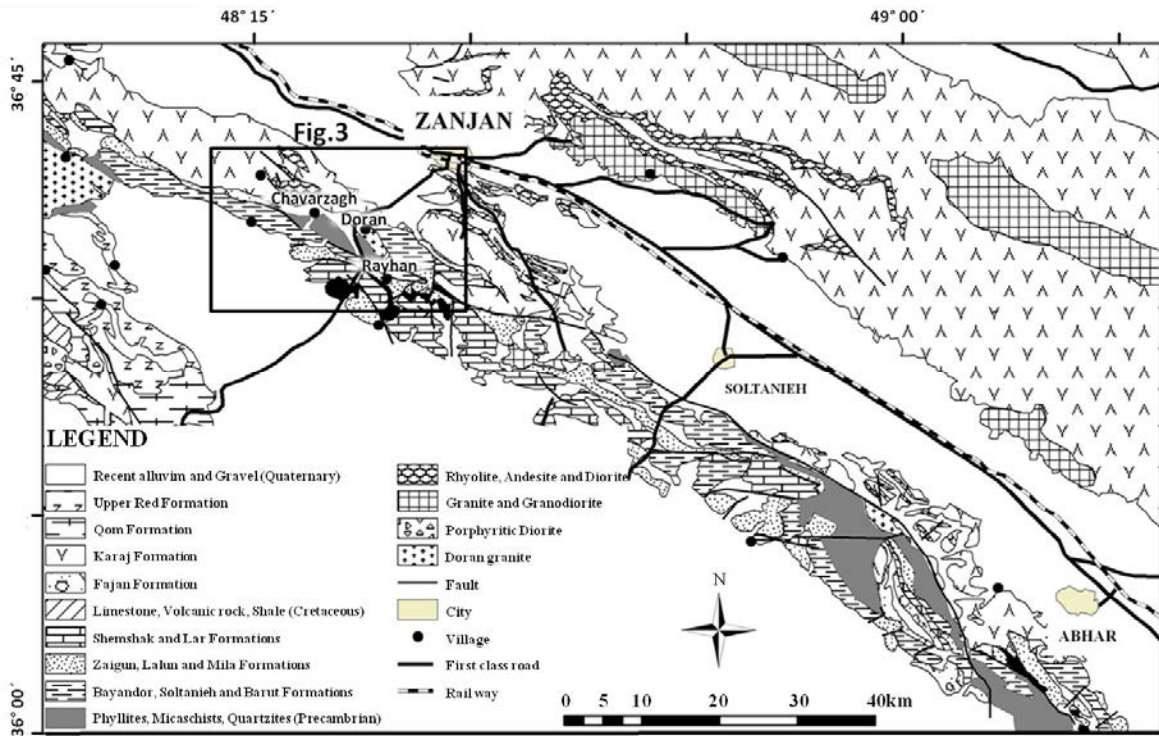 48° 15´
49° 00´
36° 45´
Fig.3
ZANJAN
Chavarzagh
Doran
Rayhan
SOLTANIEH
ABHAR
36° 00´
LEGEND
Recent alluvim and Gravel (Quaternary)
Upper Red Formation
Qom Formation
Karaj Formation
Fajan Formation
Limestone, Volcanic rock, Shale (Cretaceous)
Shemshak and Lar Formations
Zaigun, Lalun and Mila Formations
Bayandor, Soltanieh and Barut Formations
Phyllites, Micaschists, Quartzites (Precambrian)
Rhyolite, Andesite and Diorite
Granite and Granodiorite
Porphyritic Diorite
Doran granite
Fault
City
Village
First class road
Rail way
N
0 5 10 20 30 40km